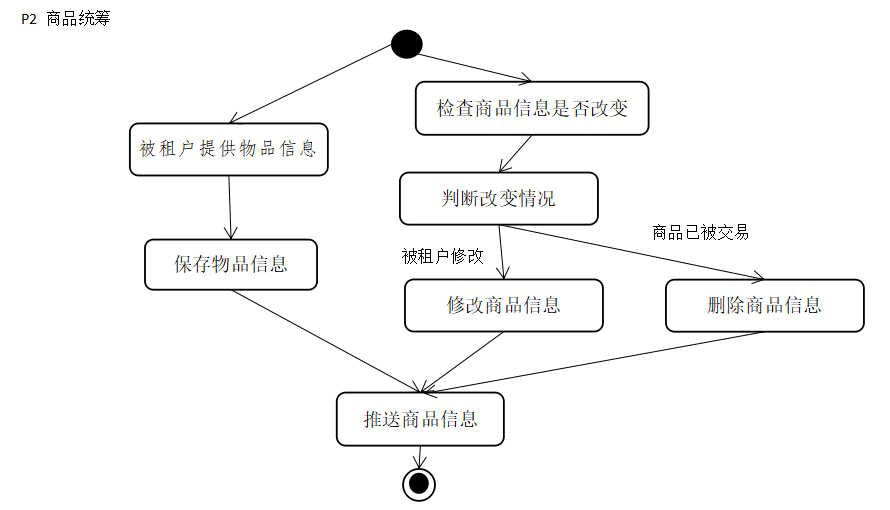 P2 商品统筹
检查商品信息是否改变
被租户提供物品信息
判断改变情况
商品已被交易
被租户修改
保存物品信息
修改商品信息
删除商品信息
推送商品信息